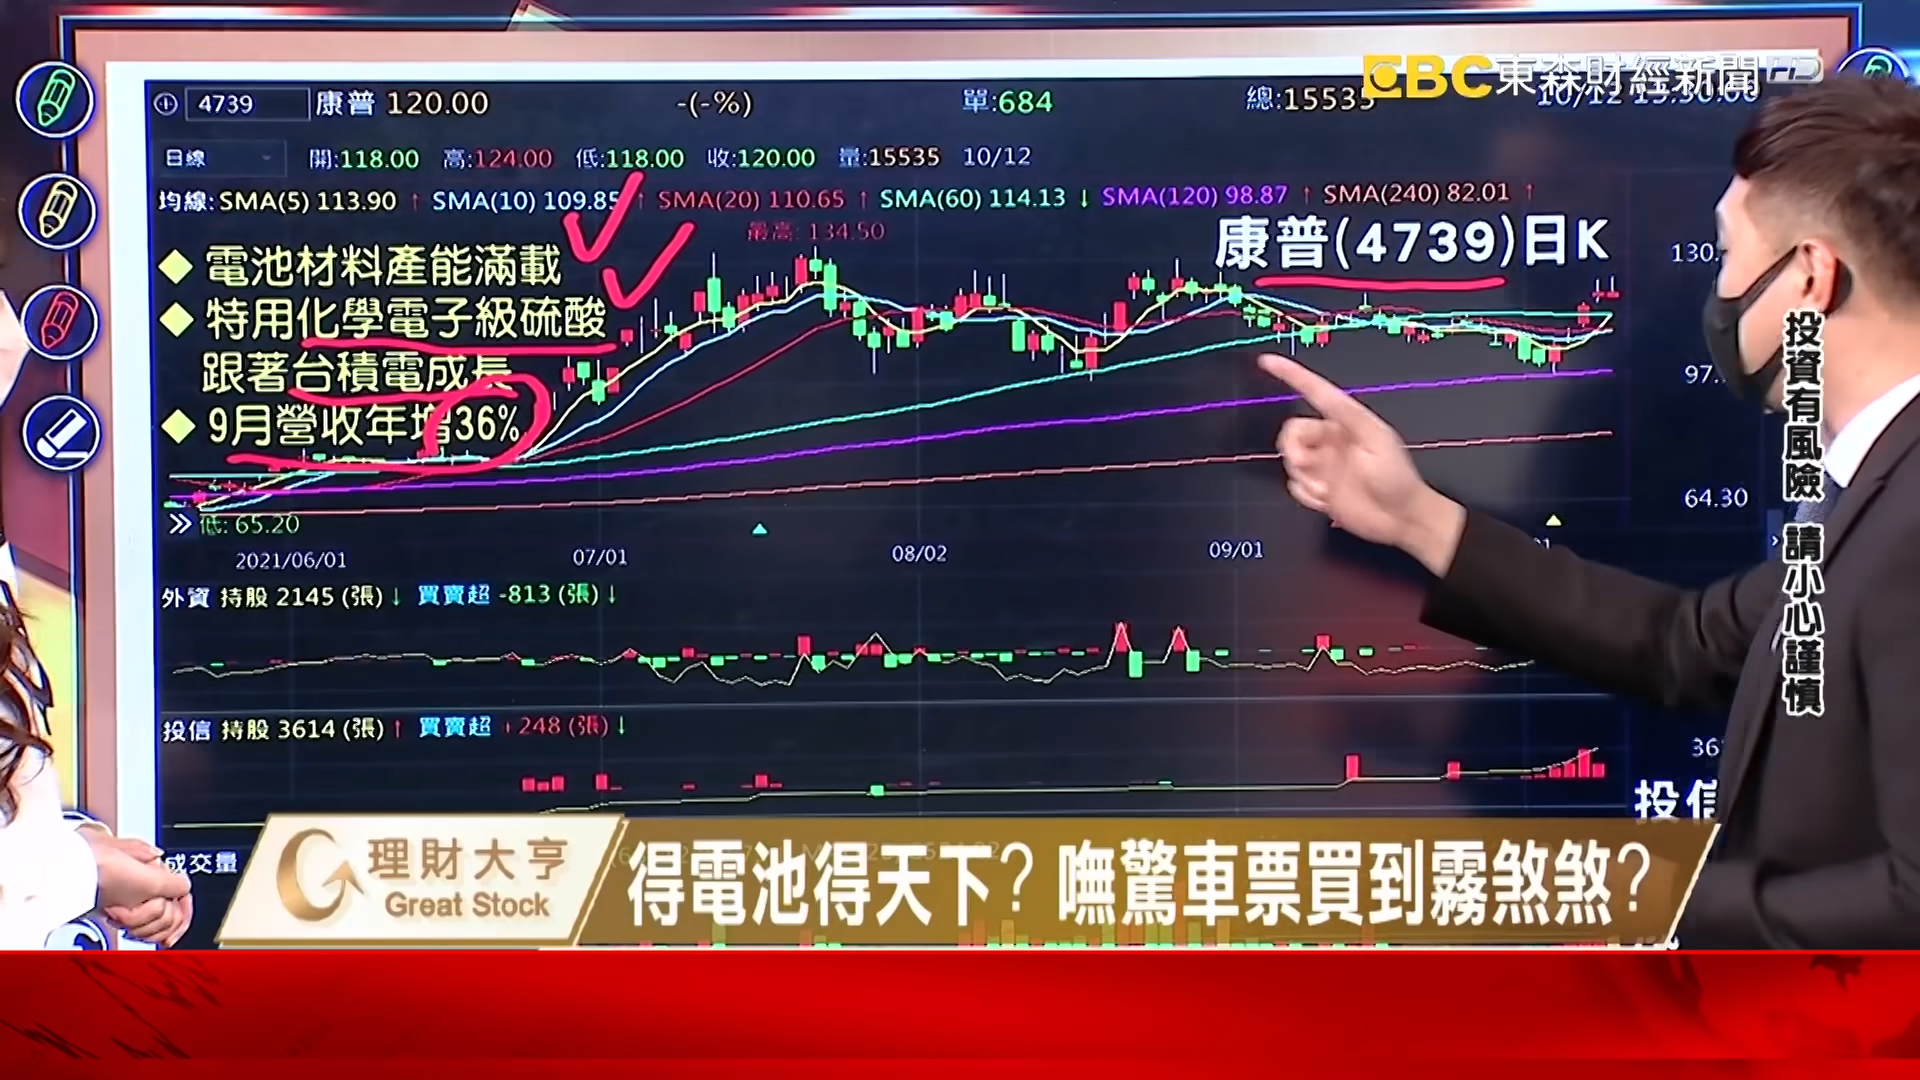 EBC 東森財經新聞 HD
4739 康普 120.00 -(-%) 單:684 總:15535 10/12
日線 開:118.00 高:124.00 低:118.00 收:120.00 量:15535 10/12
均線: SMA(5) 113.90 ↑ SMA(10) 109.85 ↑ SMA(20) 110.65 ↑ SMA(60) 114.13 ↓ SMA(120) 98.87 ↑ SMA(240) 82.01 ↑
最高: 134.50
康普(4739)日K
◆ 電池材料產能滿載
◆ 特用化學電子級硫酸
跟著台積電成長
◆ 9月營收年增36%
130.
97.
64.30
低: 65.20
2021/06/01 07/01 08/02 09/01
外資 持股 2145 (張) ↓ 買賣超 -813 (張) ↓
投信 持股 3614 (張) ↑ 買賣超 +248 (張) ↓
36
投信
成交量
理財大亨
Great Stock
得電池得天下? 嘸驚車票買到霧煞煞?
投資有風險 請小心謹慎